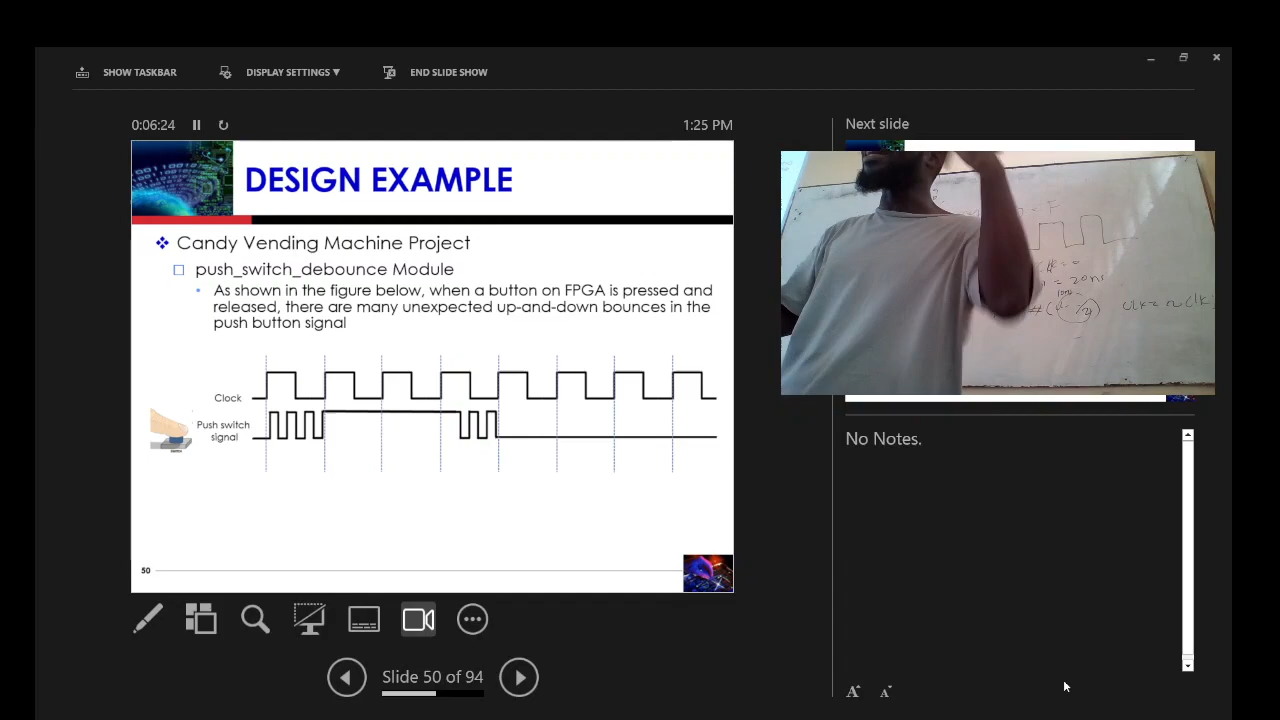 SHOW TASKBAR
DISPLAY SETTINGS ▼
END SLIDE SHOW
0:06:24
1:25 PM
Next slide
DESIGN EXAMPLE
Candy Vending Machine Project
push_switch_debounce Module
As shown in the figure below, when a button on FPGA is pressed and
released, there are many unexpected up-and-down bounces in the
push button signal
Clock
Push switch
signal
50
= 20ns
No Notes.
Slide 50 of 94
A A